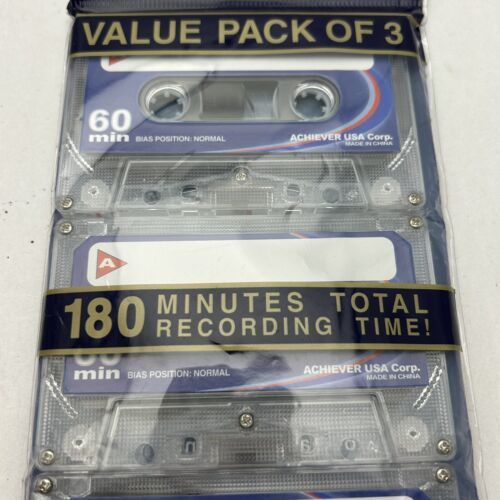 VALUE PACK OF 3
60
min BIAS POSITION: NORMAL
ACHIEVER USA Corp.
MADE IN CHINA
A
180 MINUTES TOTAL
RECORDING TIME!
60
min BIAS POSITION: NORMAL
ACHIEVER USA Corp.
MADE IN CHINA